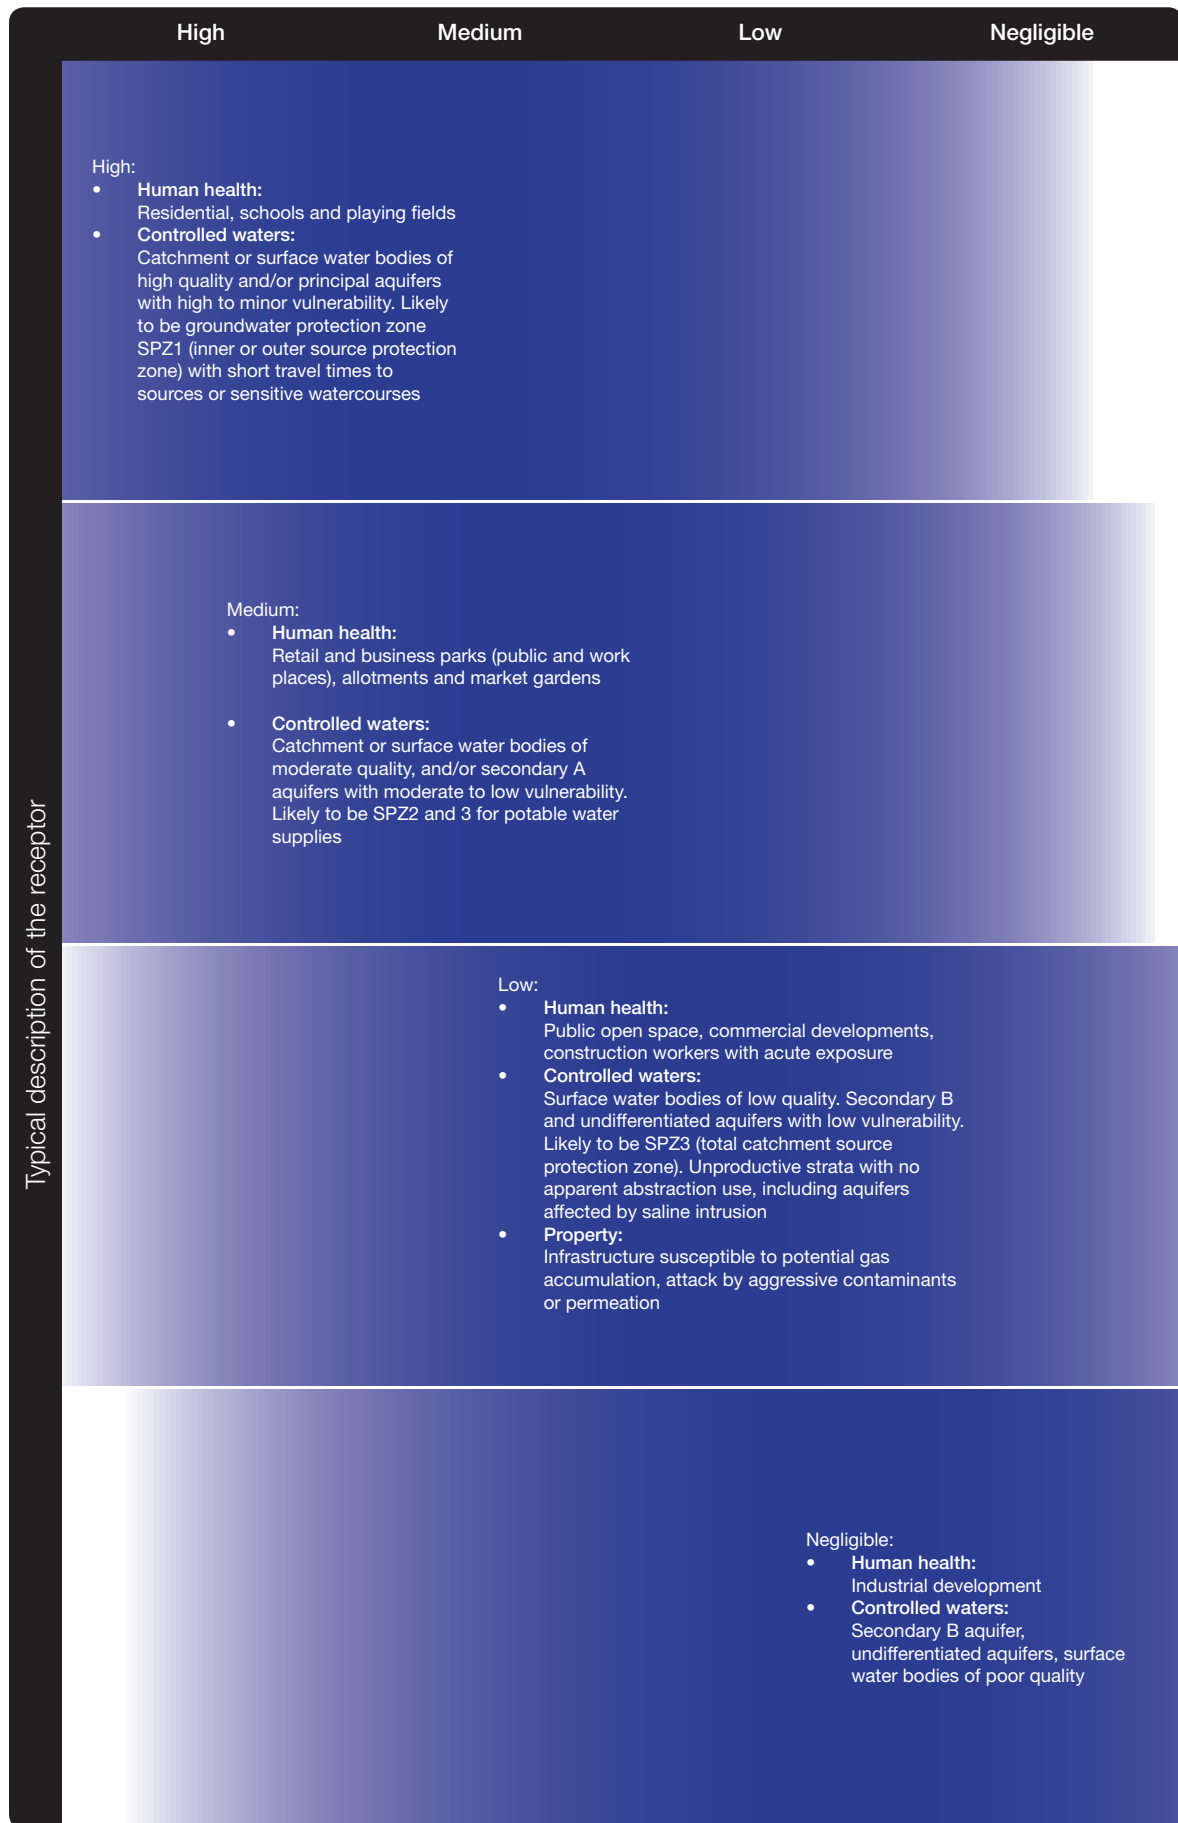 High
Medium
Low
Negligible
Typical description of the receptor
High:
• Human health:
Residential, schools and playing fields
• Controlled waters:
Catchment or surface water bodies of
high quality and/or principal aquifers
with high to minor vulnerability. Likely
to be groundwater protection zone
SPZ1 (inner or outer source protection
zone) with short travel times to
sources or sensitive watercourses
Medium:
• Human health:
Retail and business parks (public and work
places), allotments and market gardens
• Controlled waters:
Catchment or surface water bodies of
moderate quality, and/or secondary A
aquifers with moderate to low vulnerability.
Likely to be SPZ2 and 3 for potable water
supplies
Low:
• Human health:
Public open space, commercial developments,
construction workers with acute exposure
• Controlled waters:
Surface water bodies of low quality. Secondary B
and undifferentiated aquifers with low vulnerability.
Likely to be SPZ3 (total catchment source
protection zone). Unproductive strata with no
apparent abstraction use, including aquifers
affected by saline intrusion
• Property:
Infrastructure susceptible to potential gas
accumulation, attack by aggressive contaminants
or permeation
Negligible:
• Human health:
Industrial development
• Controlled waters:
Secondary B aquifer,
undifferentiated aquifers, surface
water bodies of poor quality